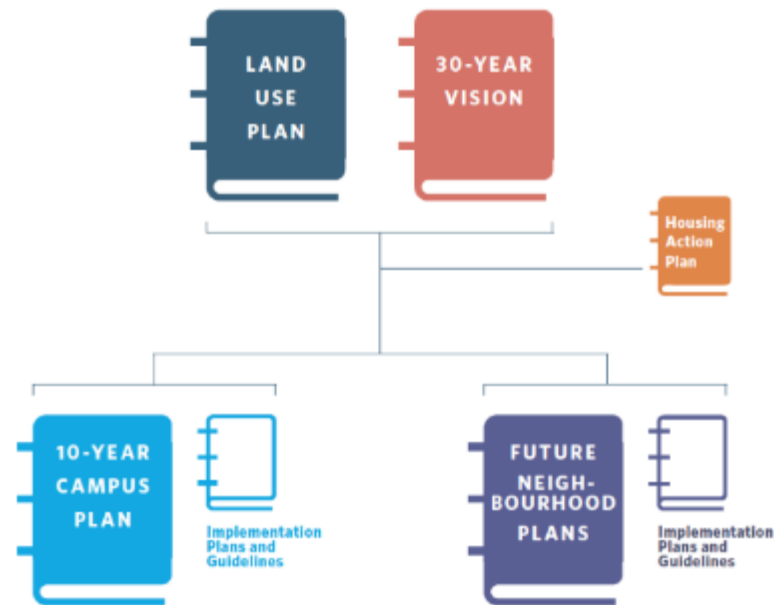 LAND
USE
PLAN
30-YEAR
VISION
Housing
Action
Plan
10-YEAR
CAMPUS
PLAN
Implementation
Plans and
Guidelines
FUTURE
NEIGH-
BOURHOOD
PLANS
Implementation
Plans and
Guidelines